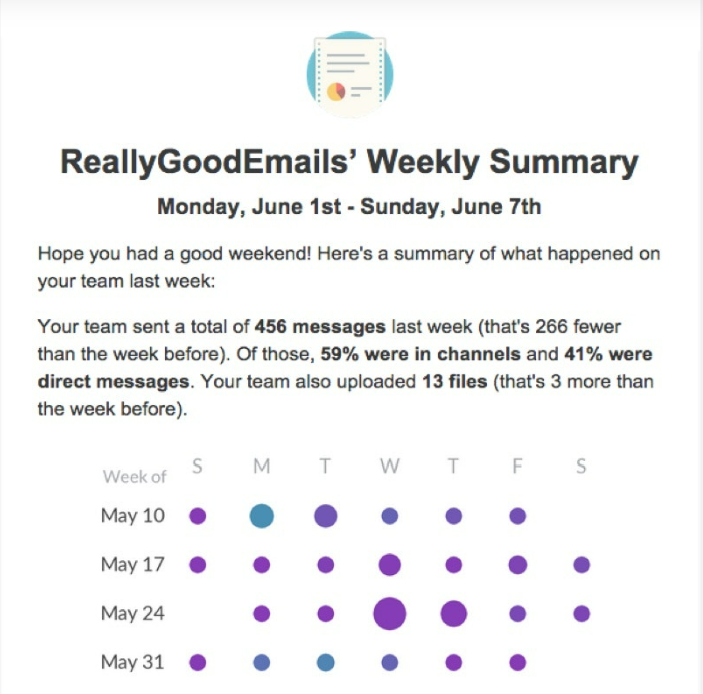 ReallyGoodEmails’ Weekly Summary
Monday, June 1st - Sunday, June 7th
Hope you had a good weekend! Here's a summary of what happened on
your team last week:
Your team sent a total of 456 messages last week (that's 266 fewer
than the week before). Of those, 59% were in channels and 41% were
direct messages. Your team also uploaded 13 files (that's 3 more than
the week before).
Week of S M T W T F S
May 10
May 17
May 24
May 31